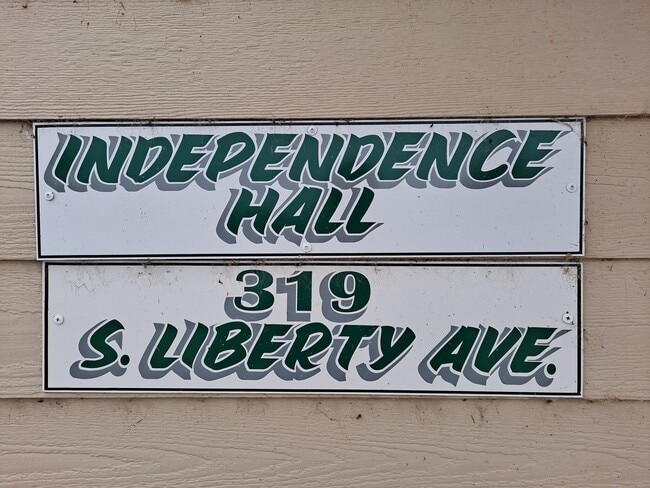 INDEPENDENCE
HALL
319
S. LIBERTY AVE.